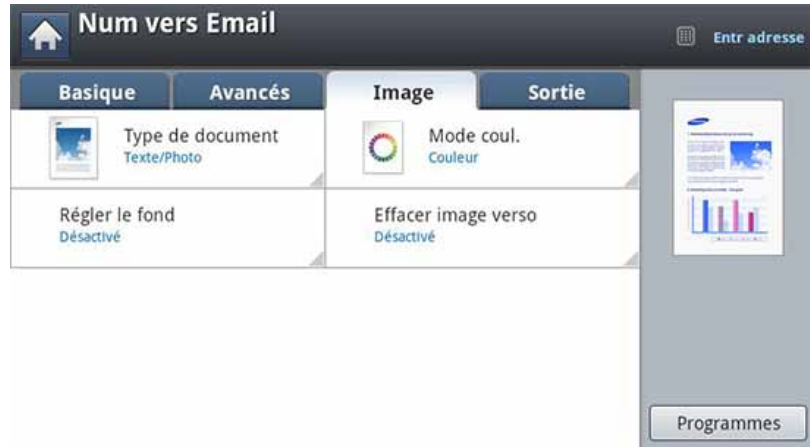 Num vers Email
Entr adresse
Basique
Avancés
Image
Sortie
Type de document
Texte/Photo
Mode coul.
Couleur
Régler le fond
Désactivé
Effacer image verso
Désactivé
Programmes